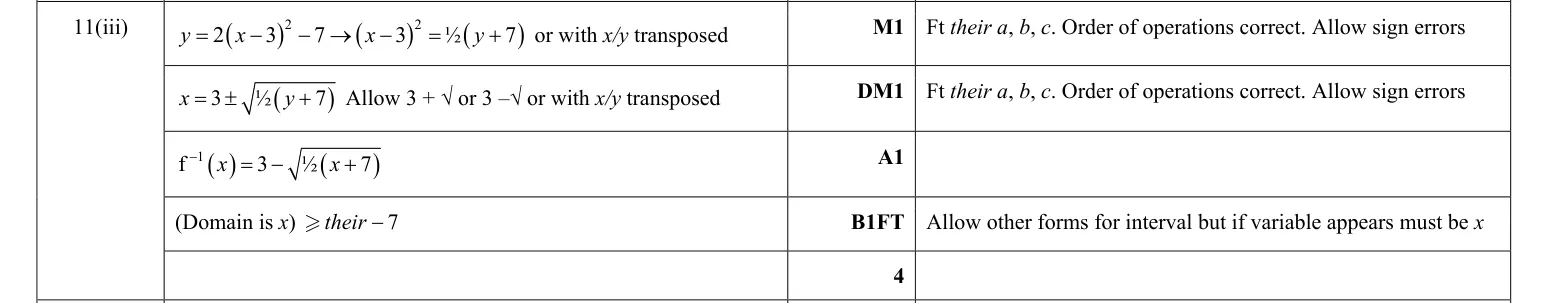 11(iii)
y = 2(x − 3)² − 7 → (x − 3)² = ½(y + 7) or with x/y transposed
M1
Ft their a, b, c. Order of operations correct. Allow sign errors
x = 3 ± √½(y + 7) Allow 3 + √ or 3 –√ or with x/y transposed
DM1
Ft their a, b, c. Order of operations correct. Allow sign errors
f⁻¹(x) = 3 − √½(x + 7)
A1
(Domain is x) ⩾ their − 7
B1FT
Allow other forms for interval but if variable appears must be x
4